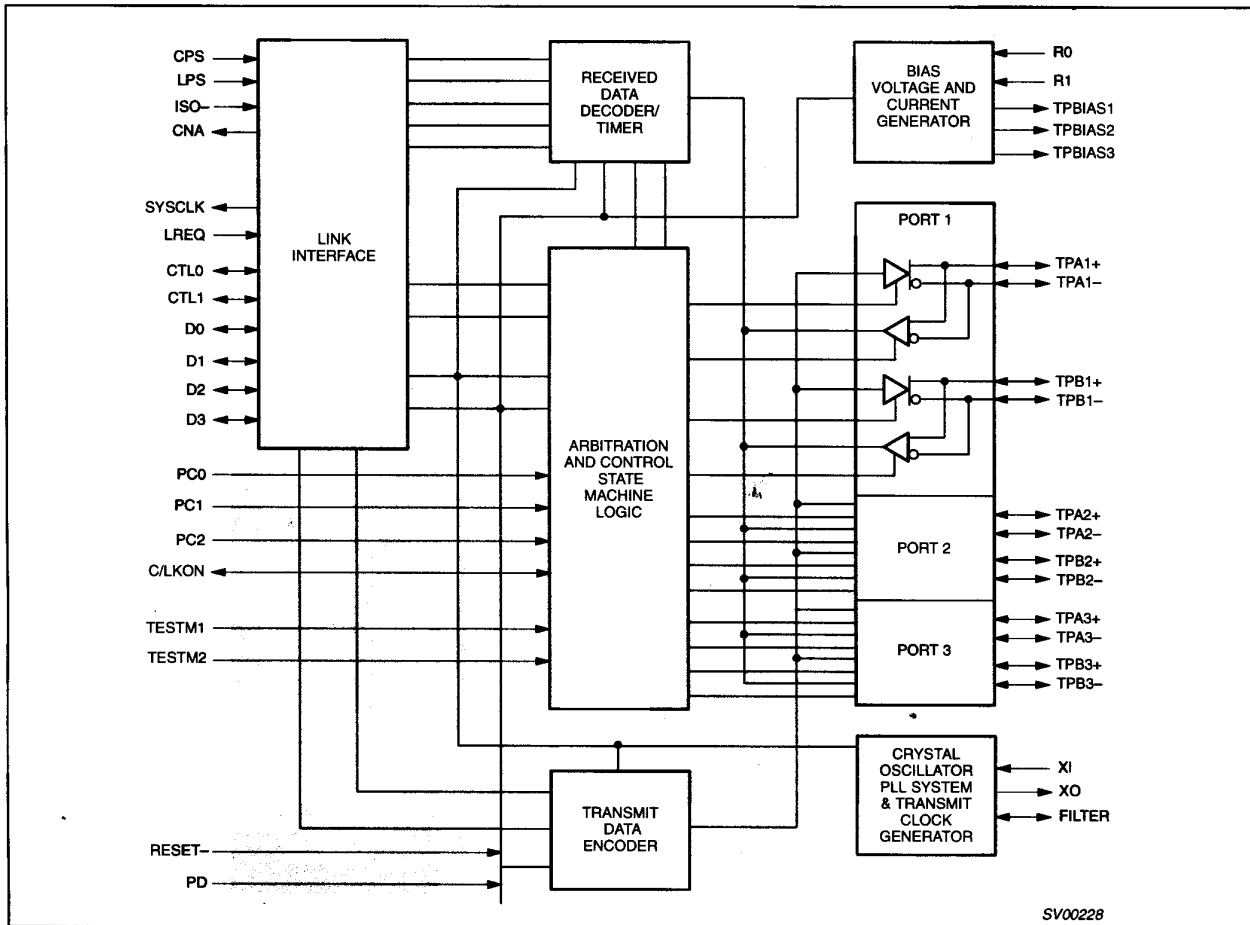 CPS
LPS
ISO–
CNA
SYSCLK
LREQ
CTL0
CTL1
D0
D1
D2
D3
PC0
PC1
PC2
C/LKON
TESTM1
TESTM2
RESET–
PD
LINK
INTERFACE
RECEIVED
DATA
DECODER/
TIMER
ARBITRATION
AND CONTROL
STATE
MACHINE
LOGIC
TRANSMIT
DATA
ENCODER
BIAS
VOLTAGE AND
CURRENT
GENERATOR
R0
R1
TPBIAS1
TPBIAS2
TPBIAS3
PORT 1
TPA1+
TPA1–
TPB1+
TPB1–
PORT 2
TPA2+
TPA2–
TPB2+
TPB2–
PORT 3
TPA3+
TPA3–
TPB3+
TPB3–
CRYSTAL
OSCILLATOR
PLL SYSTEM
& TRANSMIT
CLOCK
GENERATOR
XI
XO
FILTER
SV00228